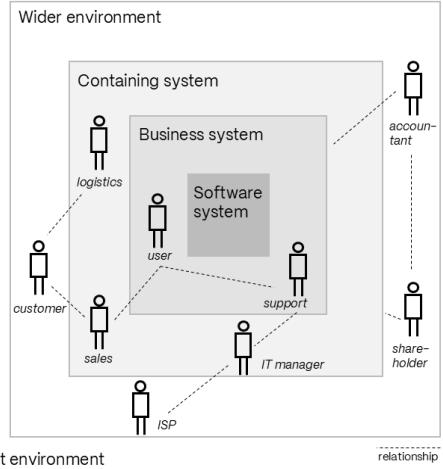 Wider environment
Containing system
accoun-
tant
Business system
logistics
Software
system
user
support
customer
sales
IT manager
share-
holder
ISP
t environment
relationship